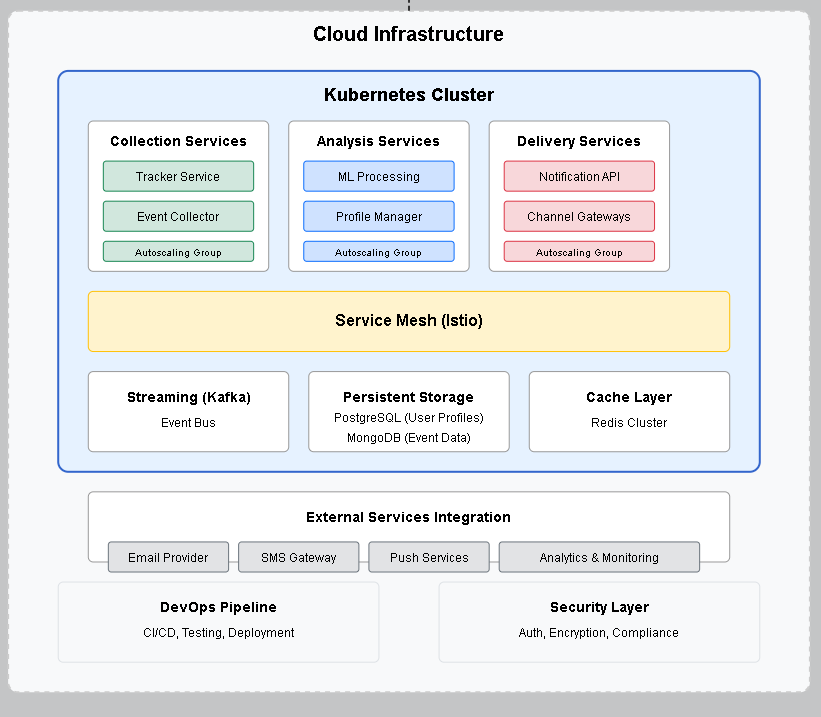 Cloud Infrastructure
Kubernetes Cluster
Collection Services
Tracker Service
Event Collector
Autoscaling Group
Analysis Services
ML Processing
Profile Manager
Autoscaling Group
Delivery Services
Notification API
Channel Gateways
Autoscaling Group
Service Mesh (Istio)
Streaming (Kafka)
Event Bus
Persistent Storage
PostgreSQL (User Profiles)
MongoDB (Event Data)
Cache Layer
Redis Cluster
External Services Integration
Email Provider
SMS Gateway
Push Services
Analytics & Monitoring
DevOps Pipeline
CI/CD, Testing, Deployment
Security Layer
Auth, Encryption, Compliance